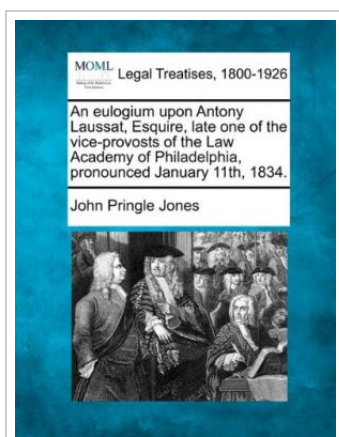 MOML Legal Treatises, 1800-1926
An eulogium upon Antony
Laussat, Esquire, late one of the
vice-provosts of the Law
Academy of Philadelphia,
pronounced January 11th, 1834.
John Pringle Jones